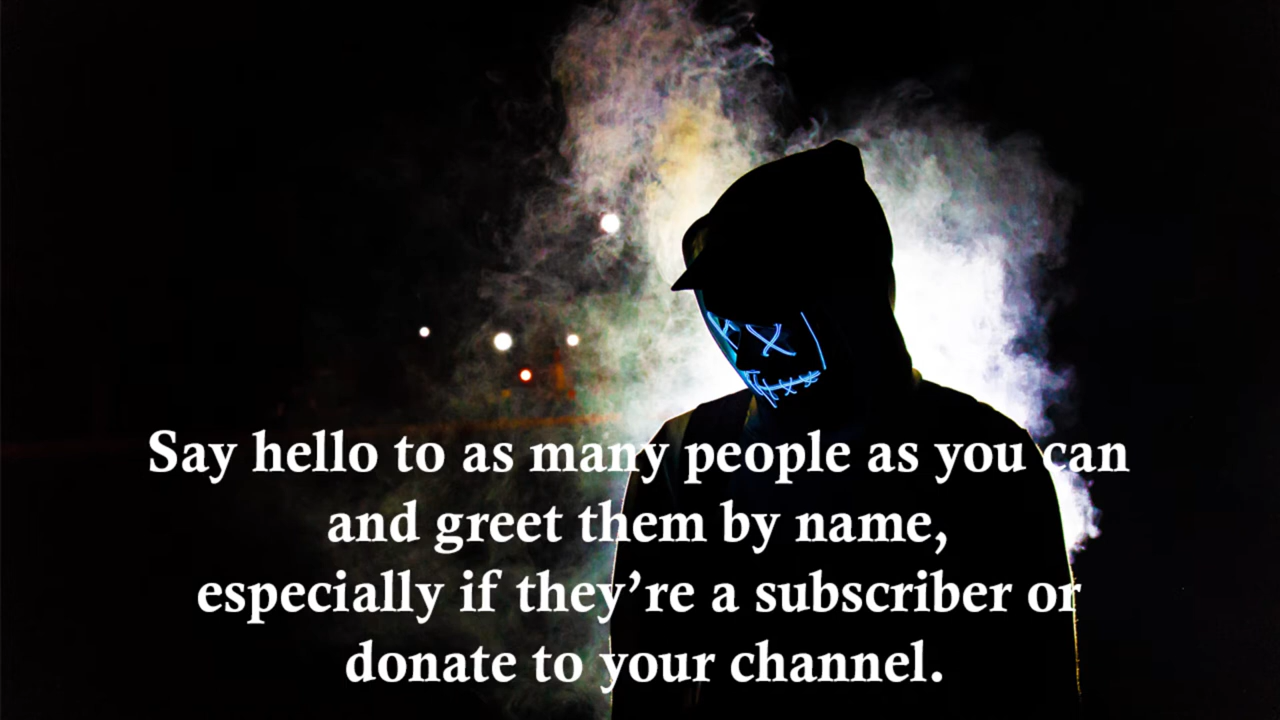 Say hello to as many people as you can
and greet them by name,
especially if they’re a subscriber or
donate to your channel.